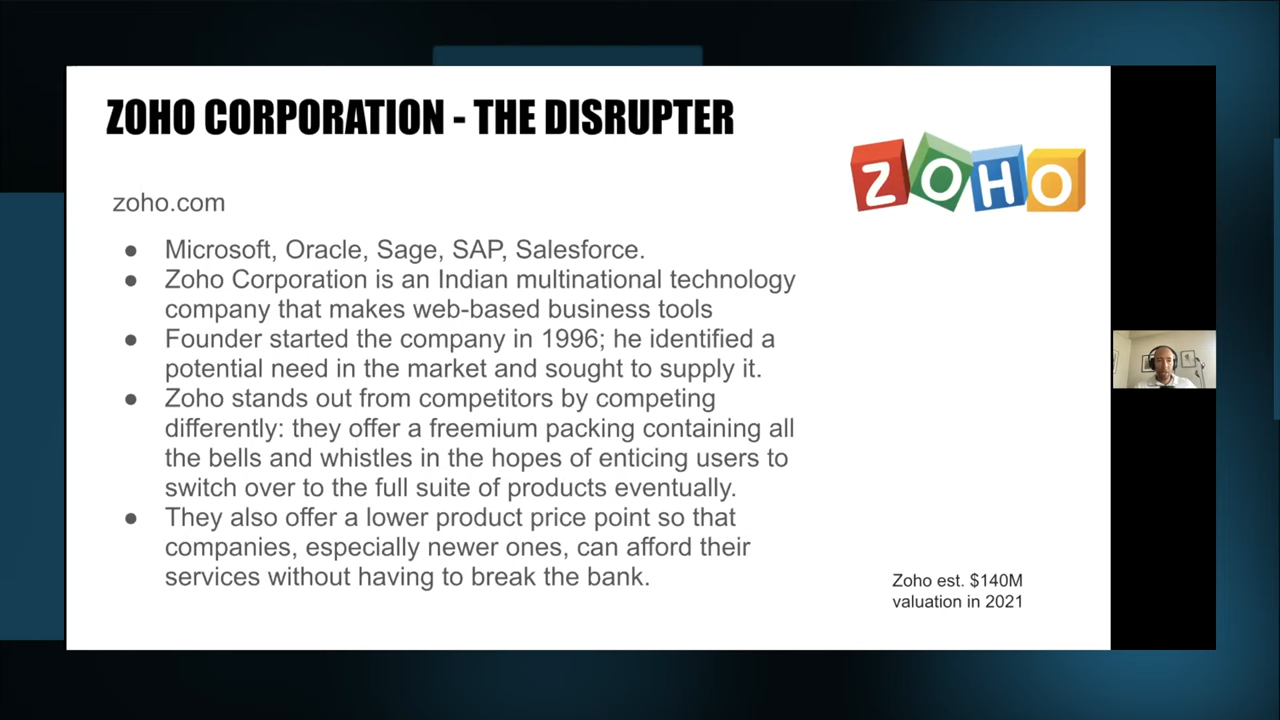 ZOHO CORPORATION - THE DISRUPTER
ZOHO
zoho.com
● Microsoft, Oracle, Sage, SAP, Salesforce.
● Zoho Corporation is an Indian multinational technology
company that makes web-based business tools
● Founder started the company in 1996; he identified a
potential need in the market and sought to supply it.
● Zoho stands out from competitors by competing
differently: they offer a freemium packing containing all
the bells and whistles in the hopes of enticing users to
switch over to the full suite of products eventually.
● They also offer a lower product price point so that
companies, especially newer ones, can afford their
services without having to break the bank.
Zoho est. $140M
valuation in 2021